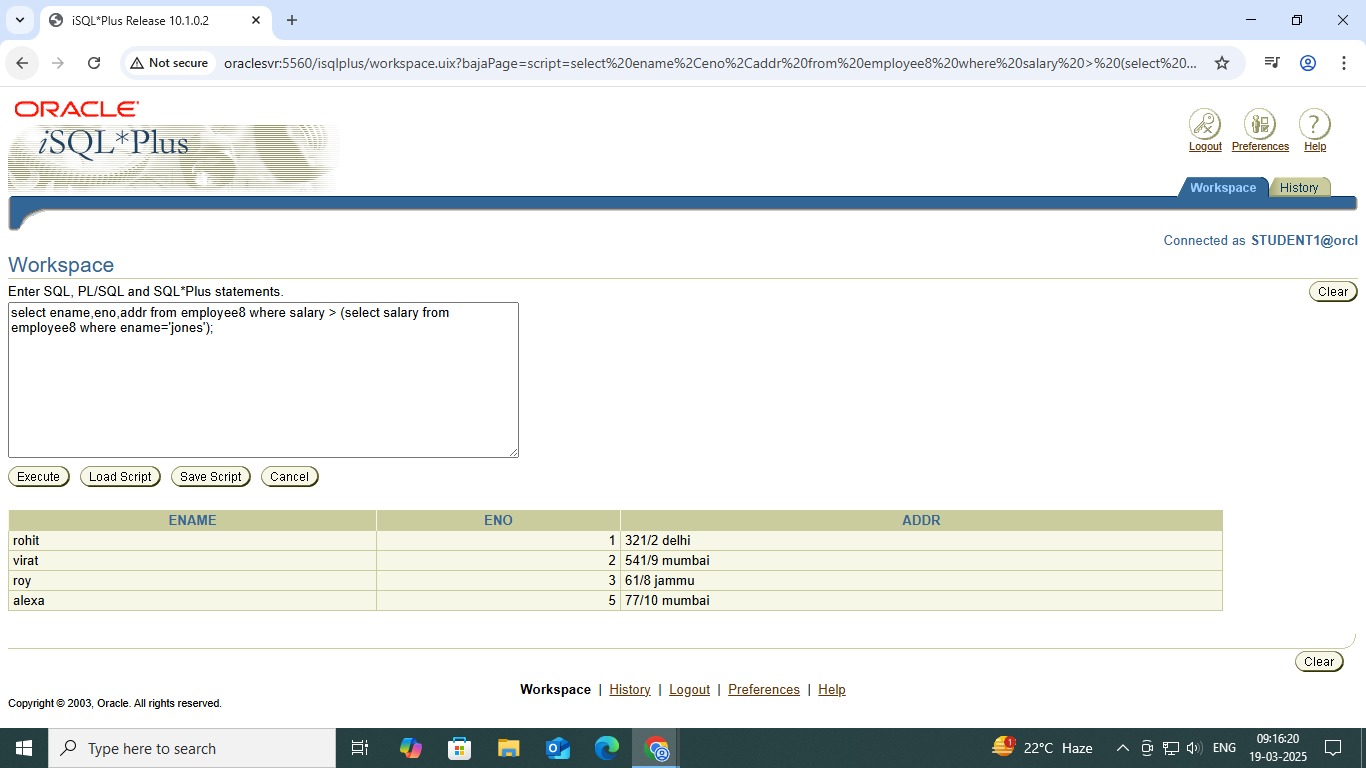 iSQL*Plus Release 10.1.0.2
Not secure
oraclesvr:5560/isqlplus/workspace.uix?bajaPage=script=select%20ename%2Ceno%2Caddr%20from%20employee8%20where%20salary%20>%20(select%20...
ORACLE
iSQL*Plus
Logout Preferences Help
Workspace History
Connected as STUDENT1@orcl
Workspace
Enter SQL, PL/SQL and SQL*Plus statements.
Clear
select ename,eno,addr from employee8 where salary > (select salary from
employee8 where ename='jones');
Execute Load Script Save Script Cancel
ENAME ENO ADDR
rohit 1 321/2 delhi
virat 2 541/9 mumbai
roy 3 61/8 jammu
alexa 5 77/10 mumbai
Clear
Workspace | History | Logout | Preferences | Help
Copyright © 2003, Oracle. All rights reserved.
Type here to search
1
22°C Haze
ENG
09:16:20
19-03-2025